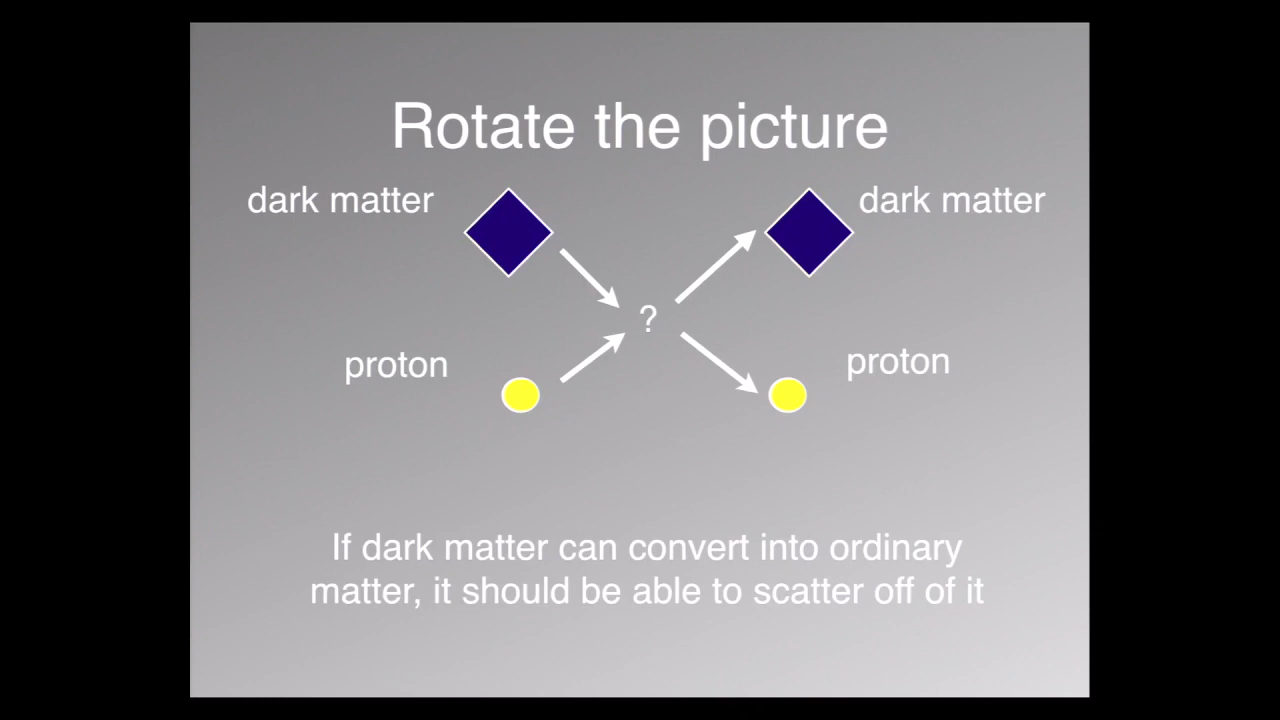 Rotate the picture
dark matter
dark matter
?
proton
proton
If dark matter can convert into ordinary
matter, it should be able to scatter off of it